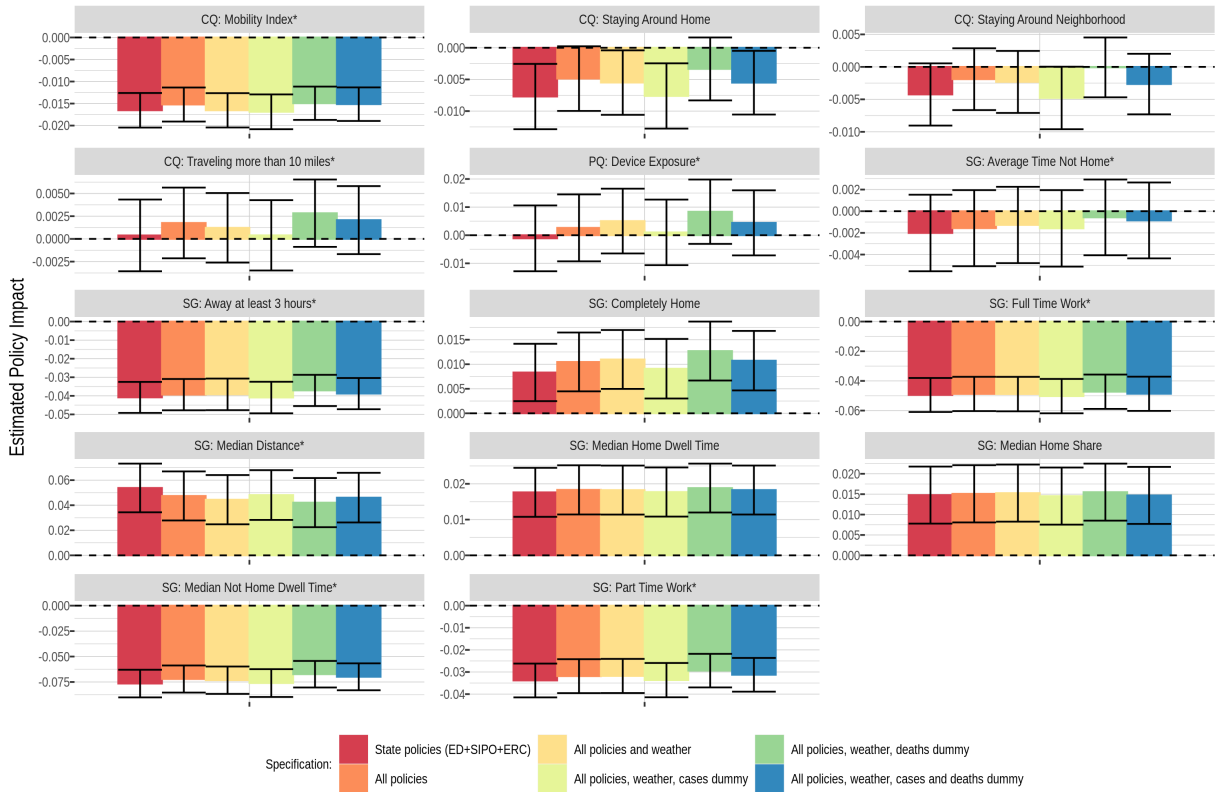 CQ: Mobility Index*
0.000
-0.005
-0.010
-0.015
-0.020
CQ: Staying Around Home
0.000
-0.005
-0.010
CQ: Staying Around Neighborhood
0.005
0.000
-0.005
-0.010
CQ: Traveling more than 10 miles*
0.0050
0.0025
0.0000
-0.0025
PQ: Device Exposure*
0.02
0.01
0.00
-0.01
SG: Average Time Not Home*
0.002
0.000
-0.002
-0.004
Estimated Policy Impact
SG: Away at least 3 hours*
0.00
-0.01
-0.02
-0.03
-0.04
-0.05
SG: Completely Home
0.015
0.010
0.005
0.000
SG: Full Time Work*
0.00
-0.02
-0.04
-0.06
SG: Median Distance*
0.06
0.04
0.02
0.00
SG: Median Home Dwell Time
0.02
0.01
0.00
SG: Median Home Share
0.020
0.015
0.010
0.005
0.000
SG: Median Not Home Dwell Time*
0.000
-0.025
-0.050
-0.075
SG: Part Time Work*
0.00
-0.01
-0.02
-0.03
-0.04
Specification:
State policies (ED+SIPO+ERC)
All policies
All policies and weather
All policies, weather, cases dummy
All policies, weather, deaths dummy
All policies, weather, cases and deaths dummy